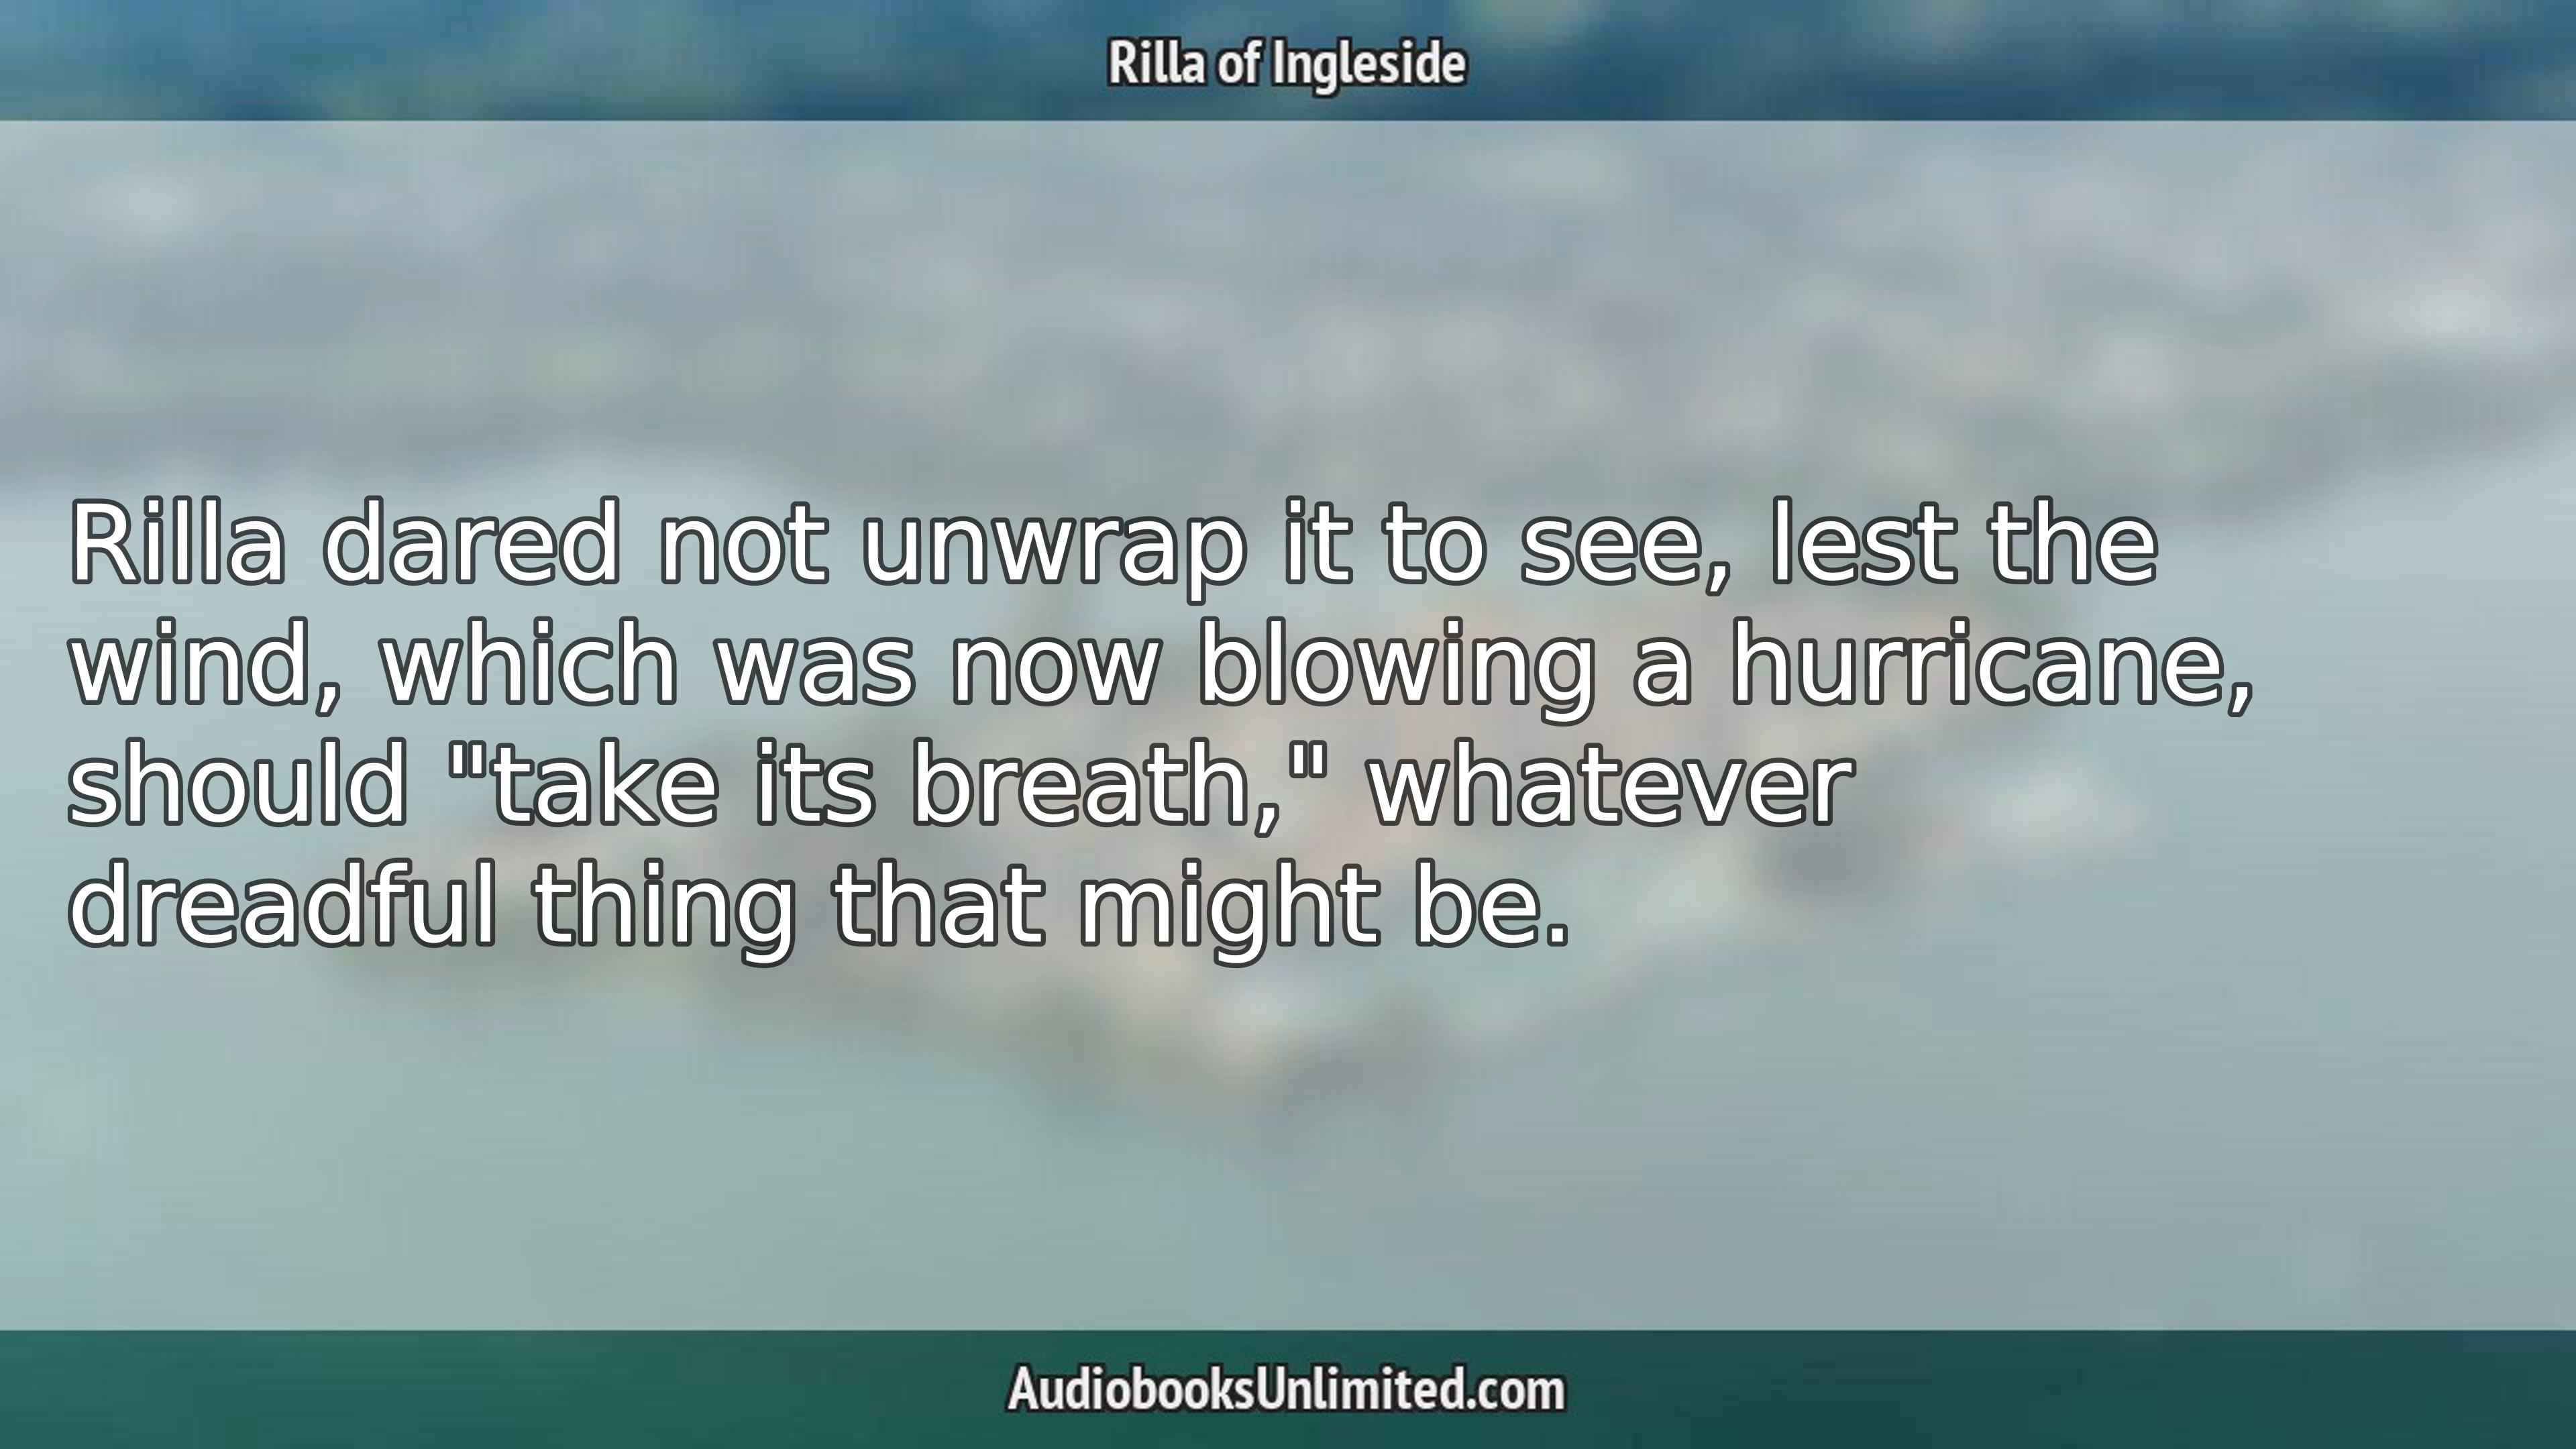 Rilla of Ingleside
Rilla dared not unwrap it to see, lest the
wind, which was now blowing a hurricane,
should "take its breath," whatever
dreadful thing that might be.
AudiobooksUnlimited.com